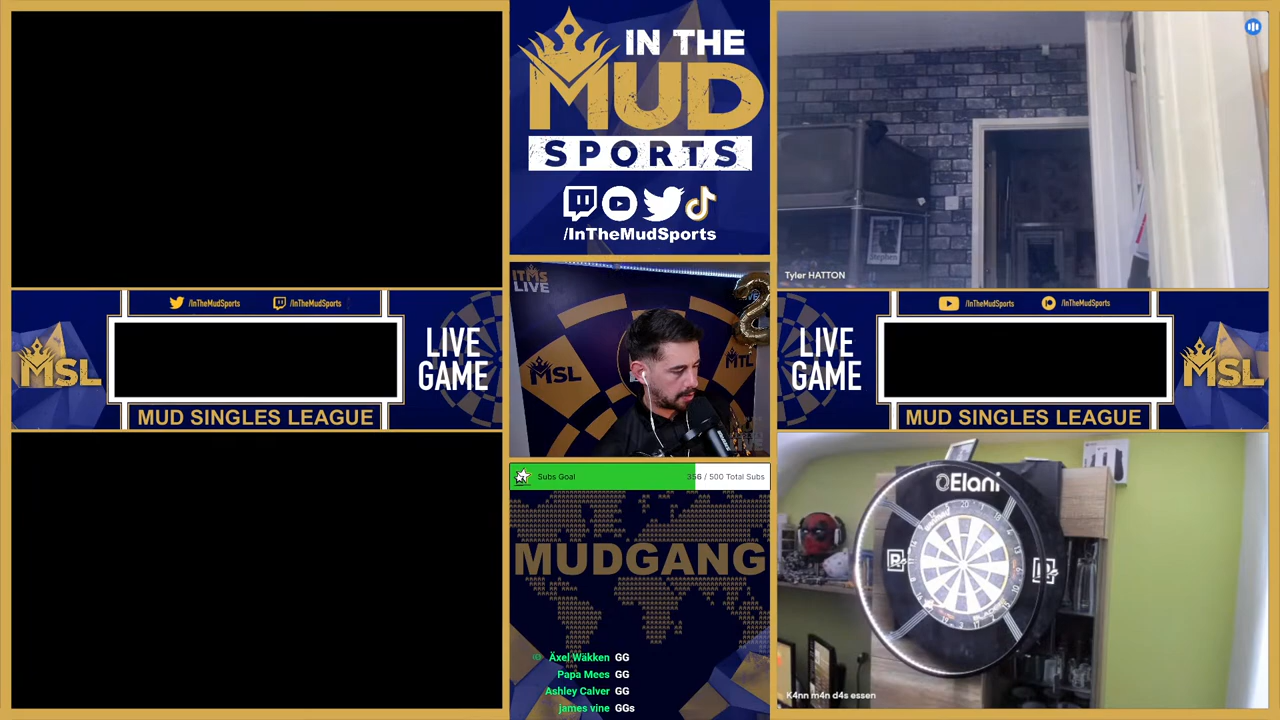 IN THE
MUD
SPORTS
/InTheMudSports
Tyler HATTON
/InTheMudSports
/InTheMudSports
MSL
LIVE
GAME
MUD SINGLES LEAGUE
ITMS
LIVE
MSL
MTL
/InTheMudSports
/InTheMudSports
LIVE
GAME
MSL
MUD SINGLES LEAGUE
Subs Goal
356 / 500 Total Subs
MUDGANG
Äxel Wäkken GG
Papa Mees GG
Ashley Calver GG
james vine GGs
Elani
K4nn m4n d4s essen